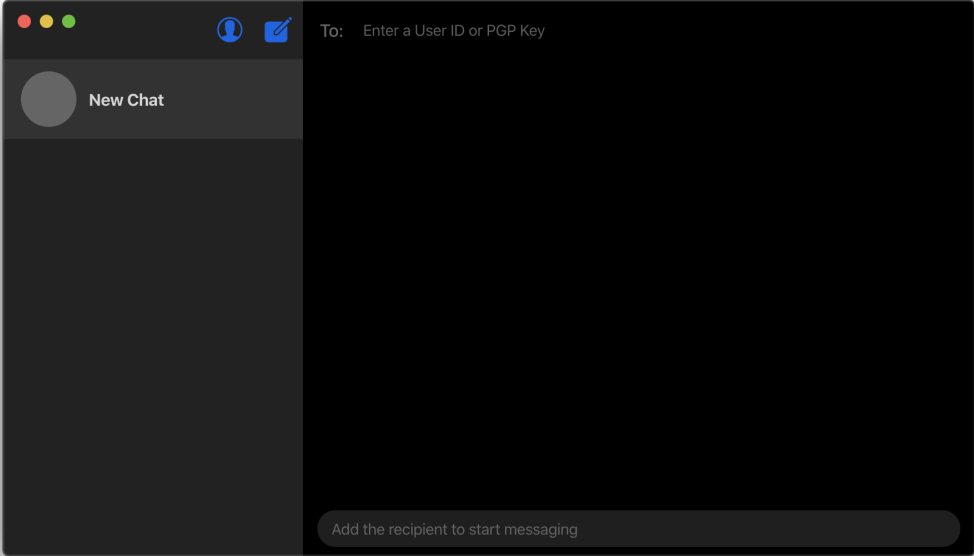 To: Enter a User ID or PGP Key
New Chat
Add the recipient to start messaging